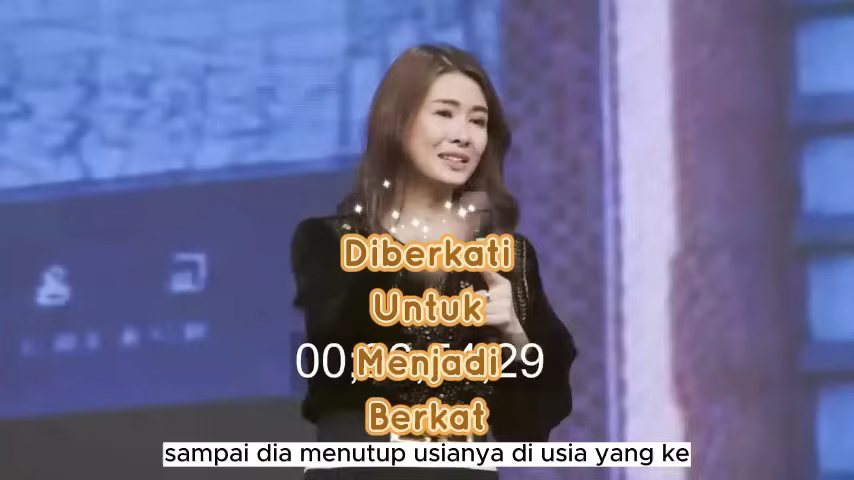 Diberkati
Untuk
Menjadi
Berkat
sampai dia menutup usianya di usia yang ke